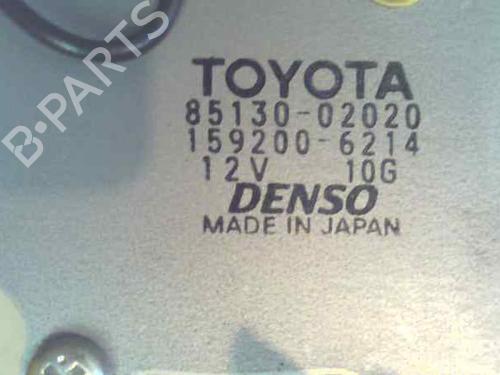 B-PARTS
TOYOTA
85130-02020
159200-6214
12V 10G
DENSO
MADE IN JAPAN